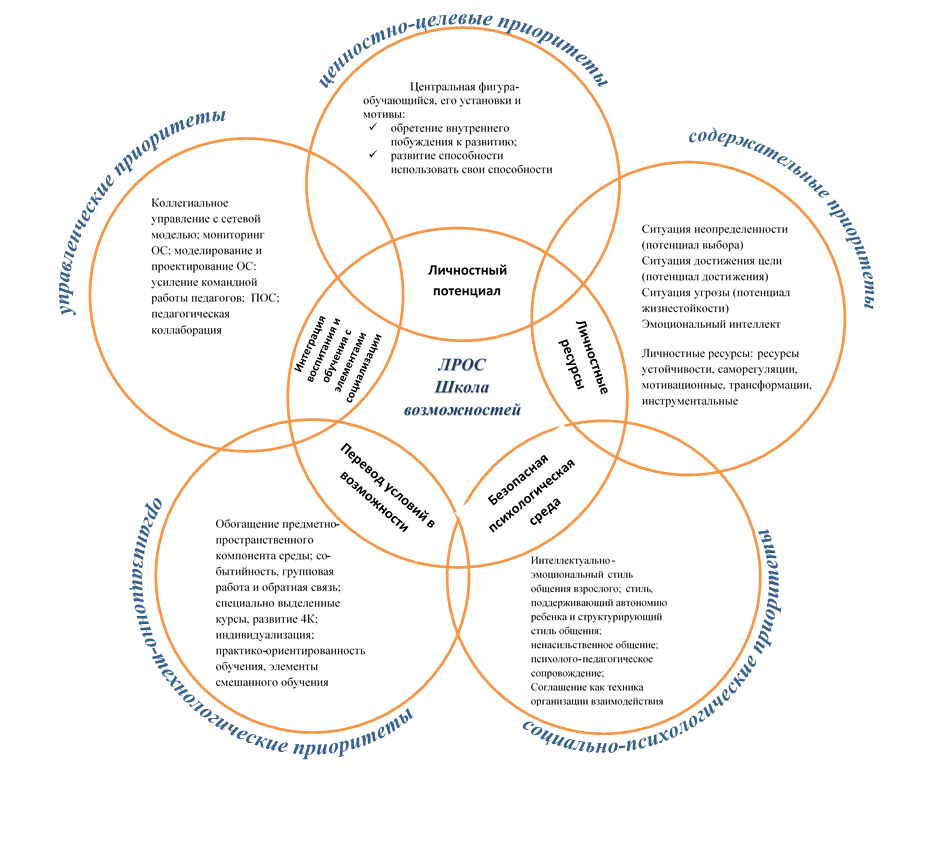 ценностно-целевые приоритеты
Центральная фигура-
обучающийся, его установки и
мотивы:
✓ обретение внутреннего
побуждения к развитию;
✓ развитие способности
использовать свои способности
управленческие приоритеты
Коллегиальное
управление с сетевой
моделью; мониторинг
ОС; моделирование и
проектирование ОС:
усиление командной
работы педагогов; ПОС;
педагогическая
коллаборация
содержательные приоритеты
Ситуация неопределенности
(потенциал выбора)
Ситуация достижения цели
(потенциал достижения)
Ситуация угрозы (потенциал
жизнестойкости)
Эмоциональный интеллект
Личностные ресурсы: ресурсы
устойчивости, саморегуляции,
мотивационные, трансформации,
инструментальные
Личностный
потенциал
Интеграция
воспитания и
обучения с
элементами
социализации
Личностные
ресурсы
ЛРОС
Школа
возможностей
Перевод условий в
возможности
Безопасная
психологическая
среда
организационно-технологические приоритеты
Обогащение предметно-
пространственного
компонента среды; со-
бытийность, групповая
работа и обратная связь;
специально выделенные
курсы, развитие 4К;
индивидуализация;
практико-ориентированность
обучения, элементы
смешанного обучения
социально-психологические приоритеты
Интеллектуально-
эмоциональный стиль
общения взрослого; стиль,
поддерживающий автономию
ребенка и структурирующий
стиль общения;
ненасильственное общение;
психолого-педагогическое
сопровождение;
Соглашение как техника
организации взаимодействия